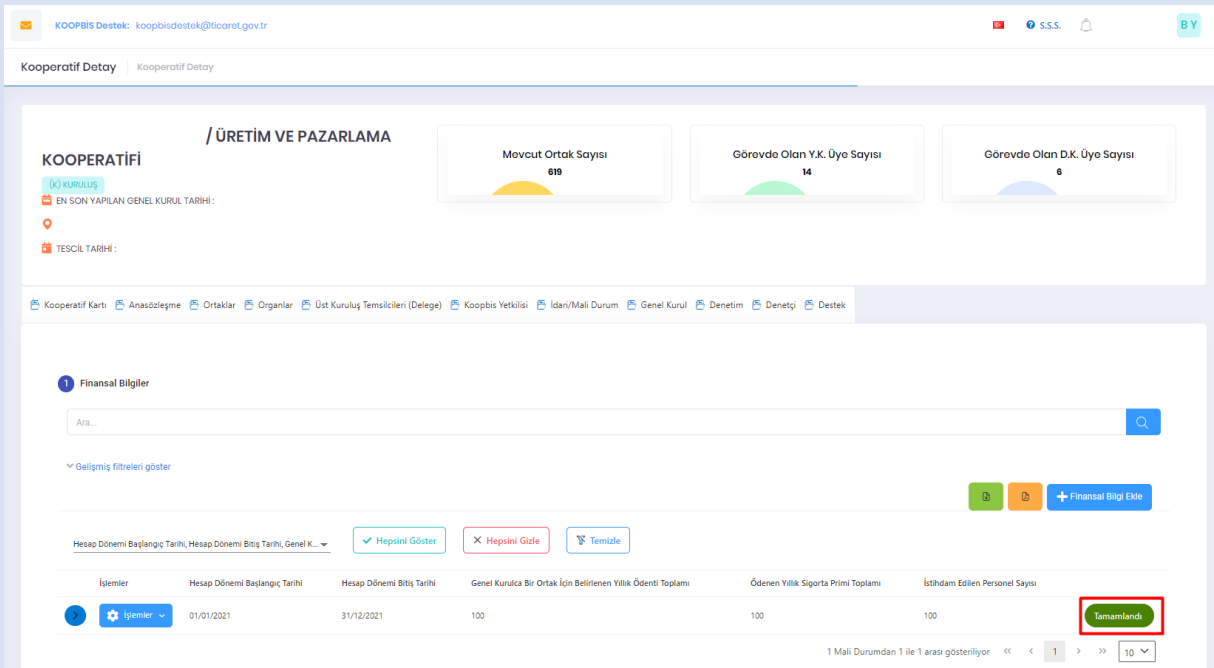 KOOPBİS Destek: koopbisdestek@ticaret.gov.tr
S.S.S.
B Y
Kooperatif Detay Kooperatif Detay
/ ÜRETİM VE PAZARLAMA
KOOPERATİFİ
(K) KURULUŞ
EN SON YAPILAN GENEL KURUL TARİHİ :
TESCİL TARİHİ :
Mevcut Ortak Sayısı
619
Görevde Olan Y.K. Üye Sayısı
14
Görevde Olan D.K. Üye Sayısı
6
Kooperatif Kartı Anasözleşme Ortaklar Organlar Üst Kuruluş Temsilcileri (Delege) Koopbis Yetkilisi İdari/Mali Durum Genel Kurul Denetim Denetçi Destek
1 Finansal Bilgiler
Ara...
Gelişmiş filtreleri göster
Finansal Bilgi Ekle
Hesap Dönemi Başlangıç Tarihi, Hesap Dönemi Bitiş Tarihi, Genel K... Hepsini Göster Hepsini Gizle Temizle
İşlemler Hesap Dönemi Başlangıç Tarihi Hesap Dönemi Bitiş Tarihi Genel Kurulca Bir Ortak İçin Belirlenen Yıllık Ödenti Toplamı Ödenen Yıllık Sigorta Primi Toplamı İstihdam Edilen Personel Sayısı
İşlemler 01/01/2021 31/12/2021 100 100 100 Tamamlandı
1 Mali Durumdan 1 ile 1 arası gösteriliyor << < 1 > >> 10